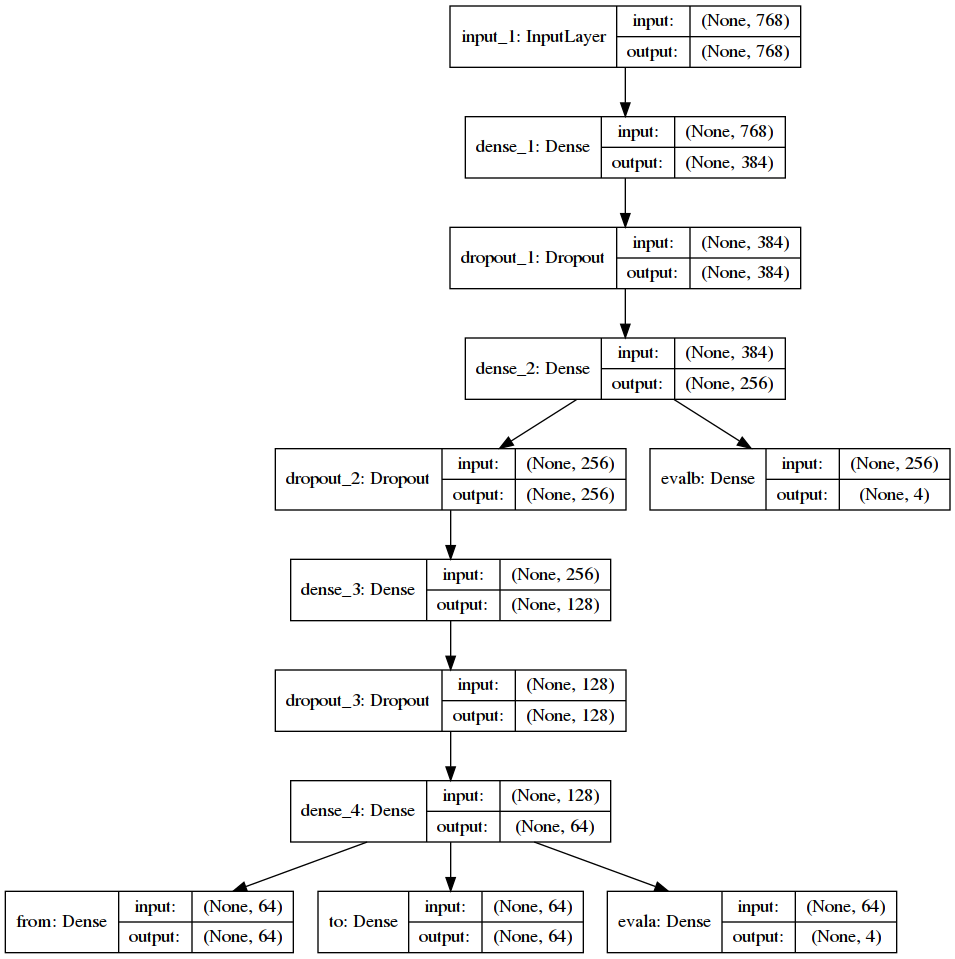 input_1: InputLayer
input: (None, 768)
output: (None, 768)
dense_1: Dense
input: (None, 768)
output: (None, 384)
dropout_1: Dropout
input: (None, 384)
output: (None, 384)
dense_2: Dense
input: (None, 384)
output: (None, 256)
dropout_2: Dropout
input: (None, 256)
output: (None, 256)
evalb: Dense
input: (None, 256)
output: (None, 4)
dense_3: Dense
input: (None, 256)
output: (None, 128)
dropout_3: Dropout
input: (None, 128)
output: (None, 128)
dense_4: Dense
input: (None, 128)
output: (None, 64)
from: Dense
input: (None, 64)
output: (None, 64)
to: Dense
input: (None, 64)
output: (None, 64)
evala: Dense
input: (None, 64)
output: (None, 4)